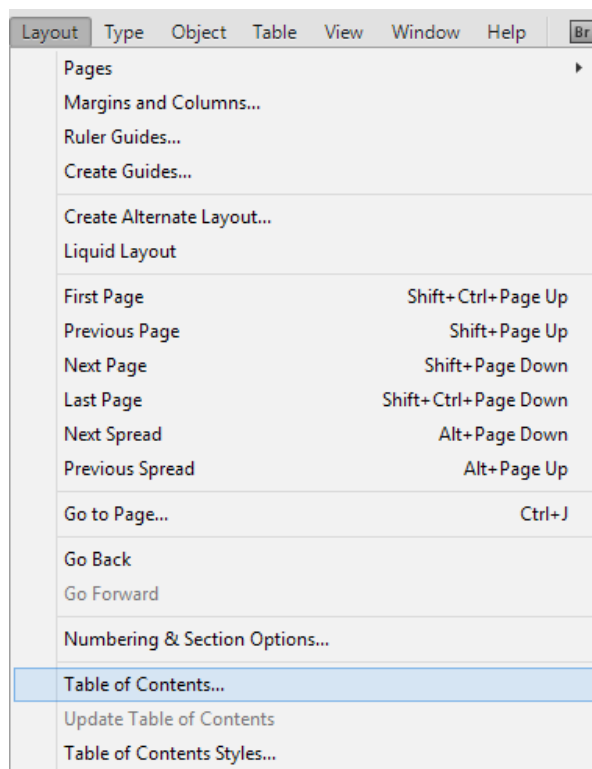 Layout Type Object Table View Window Help Br
Pages
Margins and Columns...
Ruler Guides...
Create Guides...
Create Alternate Layout...
Liquid Layout
First Page Shift+Ctrl+Page Up
Previous Page Shift+Page Up
Next Page Shift+Page Down
Last Page Shift+Ctrl+Page Down
Next Spread Alt+Page Down
Previous Spread Alt+Page Up
Go to Page... Ctrl+J
Go Back
Go Forward
Numbering & Section Options...
Table of Contents...
Update Table of Contents
Table of Contents Styles...